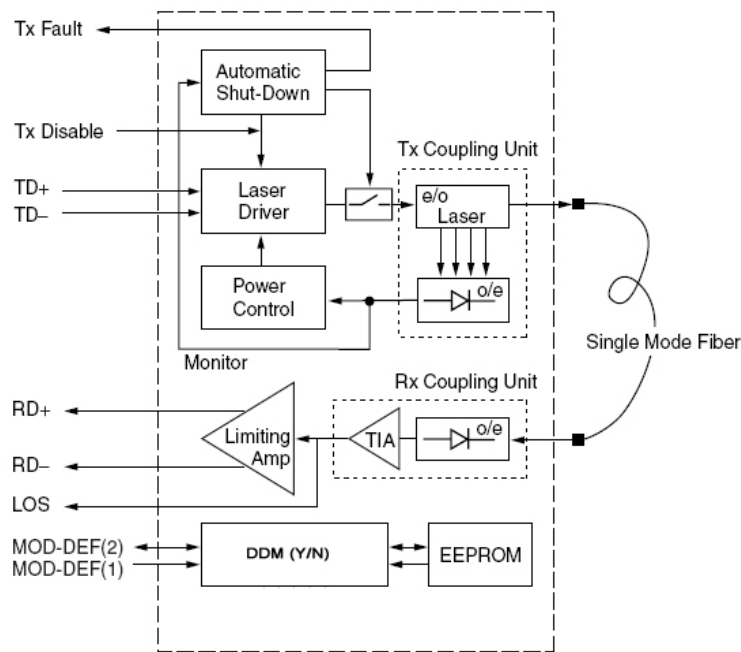 Tx Fault
Automatic
Shut-Down
Tx Disable
Tx Coupling Unit
TD+
TD–
Laser
Driver
e/o
Laser
Power
Control
o/e
Monitor
Single Mode Fiber
Rx Coupling Unit
RD+
RD–
Limiting
Amp
TIA
o/e
LOS
MOD-DEF(2)
MOD-DEF(1)
DDM (Y/N)
EEPROM